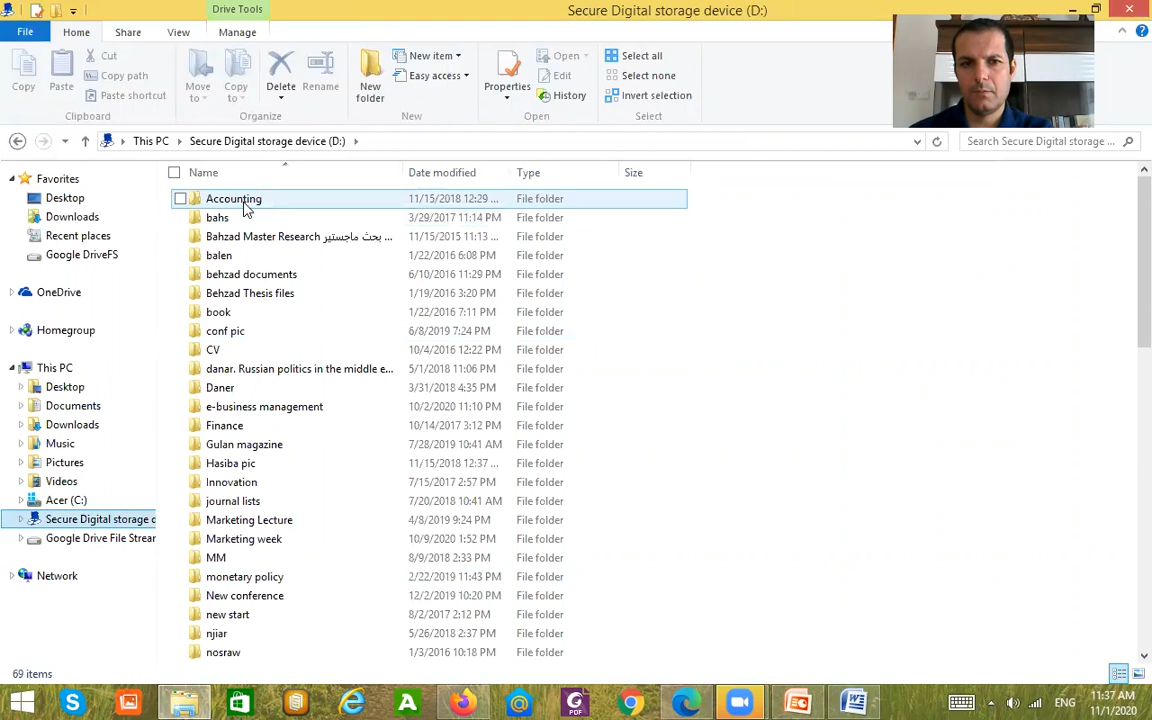 Drive Tools
Secure Digital storage device (D:)
File
Home
Share
View
Manage
Copy
Paste
Cut
Copy path
Paste shortcut
Clipboard
Move to
Copy to
Delete
Rename
Organize
New folder
New item
Easy access
New
Properties
Open
Edit
History
Open
Select all
Select none
Invert selection
Select
This PC
Secure Digital storage device (D:)
Search Secure Digital storage ...
Favorites
Desktop
Downloads
Recent places
Google DriveFS
OneDrive
Homegroup
This PC
Desktop
Documents
Downloads
Music
Pictures
Videos
Acer (C:)
Secure Digital storage d
Google Drive File Strean
Network
Name Date modified Type Size
Accounting 11/15/2018 12:29 ... File folder
bahs 3/29/2017 11:14 PM File folder
Bahzad Master Research بحث ماجستير ... 11/15/2015 11:13 ... File folder
balen 1/22/2016 6:08 PM File folder
behzad documents 6/10/2016 11:29 PM File folder
Behzad Thesis files 1/19/2016 3:20 PM File folder
book 1/22/2016 7:11 PM File folder
conf pic 6/8/2019 7:24 PM File folder
CV 10/4/2016 12:22 PM File folder
danar. Russian politics in the middle e... 5/1/2018 11:06 PM File folder
Daner 3/31/2018 4:35 PM File folder
e-business management 10/2/2020 11:10 PM File folder
Finance 10/14/2017 3:12 PM File folder
Gulan magazine 7/28/2019 10:41 AM File folder
Hasiba pic 11/15/2018 12:37 ... File folder
Innovation 7/15/2017 2:57 PM File folder
journal lists 7/20/2018 10:41 AM File folder
Marketing Lecture 4/8/2019 9:24 PM File folder
Marketing week 10/9/2020 1:52 PM File folder
MM 8/9/2018 2:33 PM File folder
monetary policy 2/22/2019 11:43 PM File folder
New conference 12/2/2019 10:20 PM File folder
new start 8/2/2017 2:12 PM File folder
njiar 5/26/2018 2:37 PM File folder
nosraw 1/3/2016 10:18 PM File folder
69 items
PDF
ENG
11:37 AM
11/1/2020